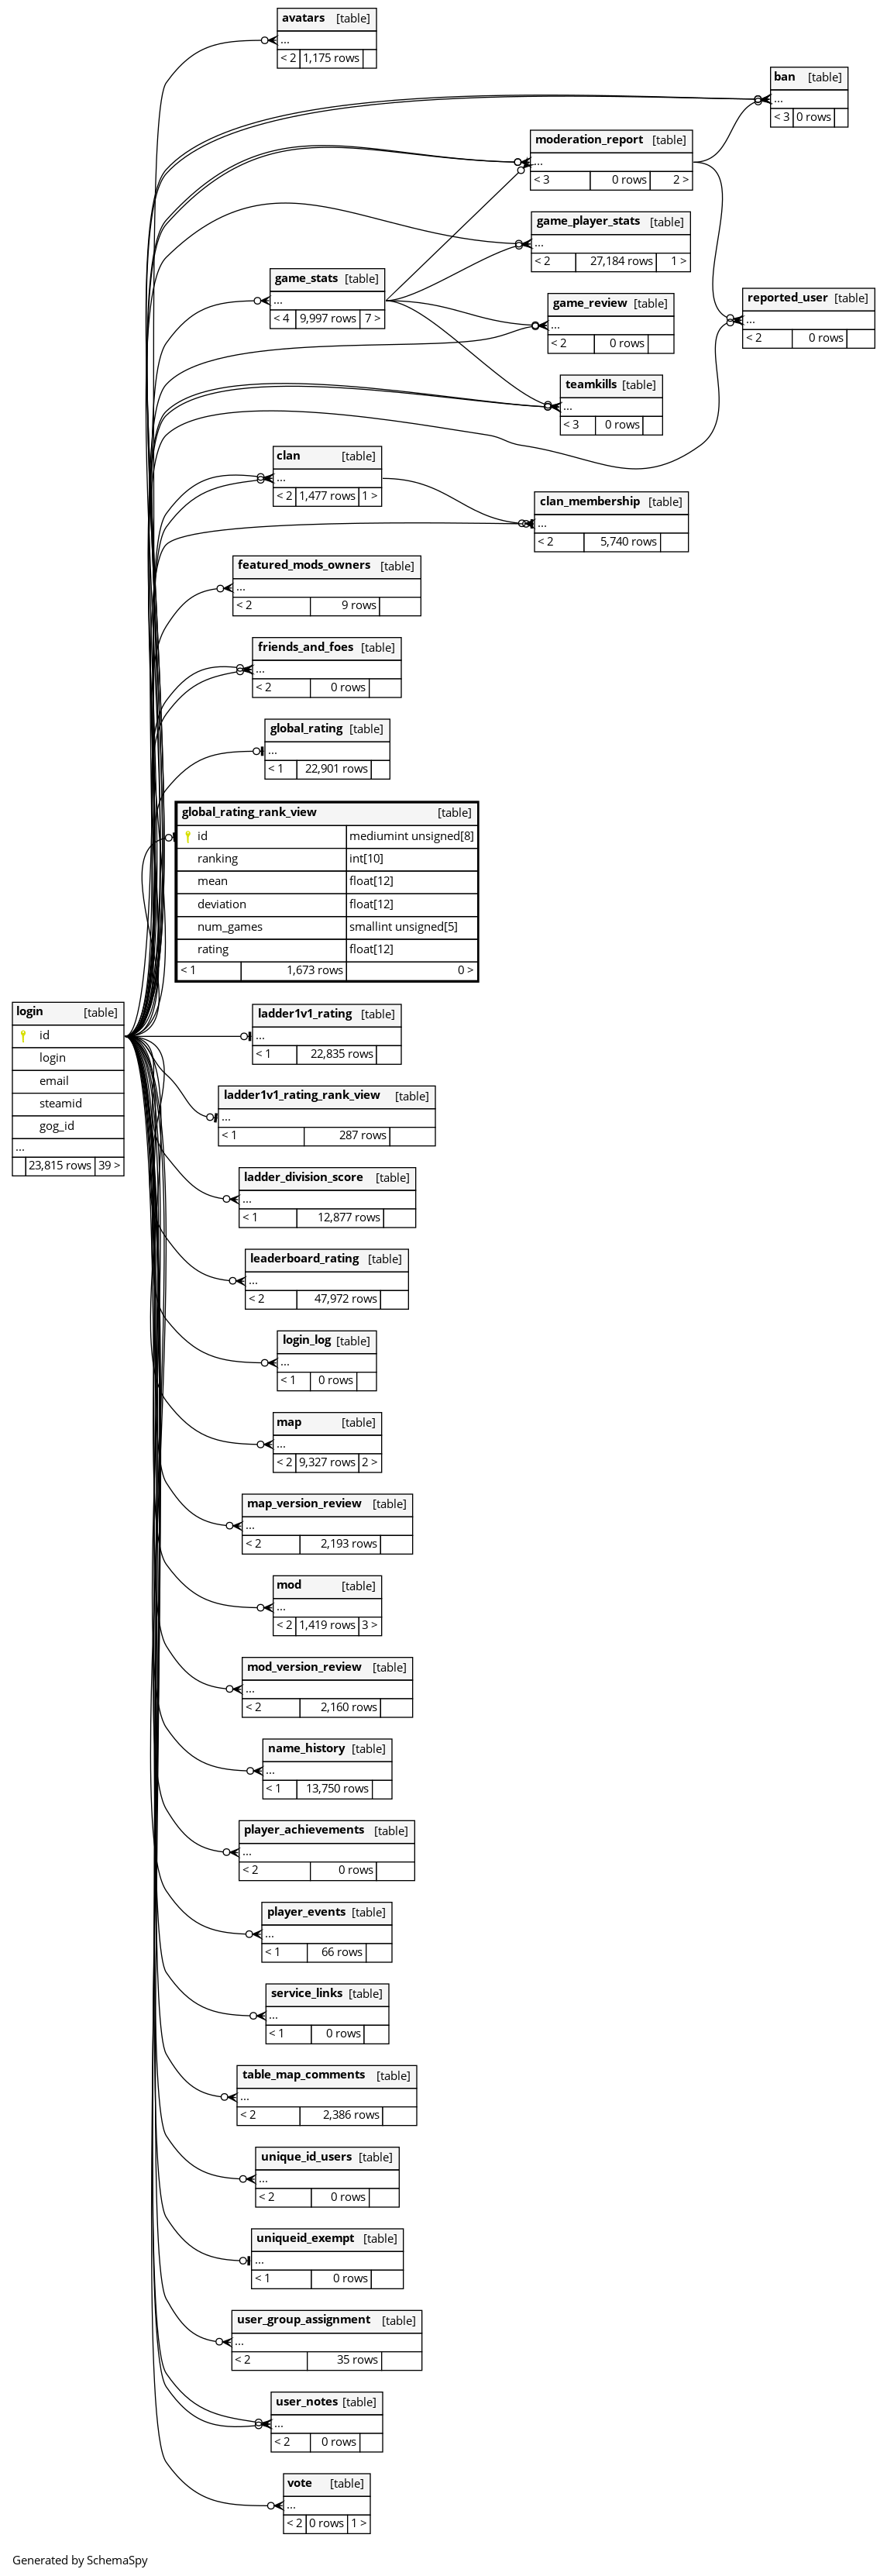 avatars [table]
...
< 2 1,175 rows
ban [table]
...
< 3 0 rows
moderation_report [table]
...
< 3 0 rows 2 >
game_player_stats [table]
...
< 2 27,184 rows 1 >
game_stats [table]
...
< 4 9,997 rows 7 >
game_review [table]
...
< 2 0 rows
reported_user [table]
...
< 2 0 rows
teamkills [table]
...
< 3 0 rows
clan [table]
...
< 2 1,477 rows 1 >
clan_membership [table]
...
< 2 5,740 rows
featured_mods_owners [table]
...
< 2 9 rows
friends_and_foes [table]
...
< 2 0 rows
global_rating [table]
...
< 1 22,901 rows
global_rating_rank_view [table]
id mediumint unsigned[8]
ranking int[10]
mean float[12]
deviation float[12]
num_games smallint unsigned[5]
rating float[12]
< 1 1,673 rows 0 >
login [table]
id
login
email
steamid
gog_id
...
23,815 rows 39 >
ladder1v1_rating [table]
...
< 1 22,835 rows
ladder1v1_rating_rank_view [table]
...
< 1 287 rows
ladder_division_score [table]
...
< 1 12,877 rows
leaderboard_rating [table]
...
< 2 47,972 rows
login_log [table]
...
< 1 0 rows
map [table]
...
< 2 9,327 rows 2 >
map_version_review [table]
...
< 2 2,193 rows
mod [table]
...
< 2 1,419 rows 3 >
mod_version_review [table]
...
< 2 2,160 rows
name_history [table]
...
< 1 13,750 rows
player_achievements [table]
...
< 2 0 rows
player_events [table]
...
< 1 66 rows
service_links [table]
...
< 1 0 rows
table_map_comments [table]
...
< 2 2,386 rows
unique_id_users [table]
...
< 2 0 rows
uniqueid_exempt [table]
...
< 1 0 rows
user_group_assignment [table]
...
< 2 35 rows
user_notes [table]
...
< 2 0 rows
vote [table]
...
< 2 0 rows 1 >
Generated by SchemaSpy